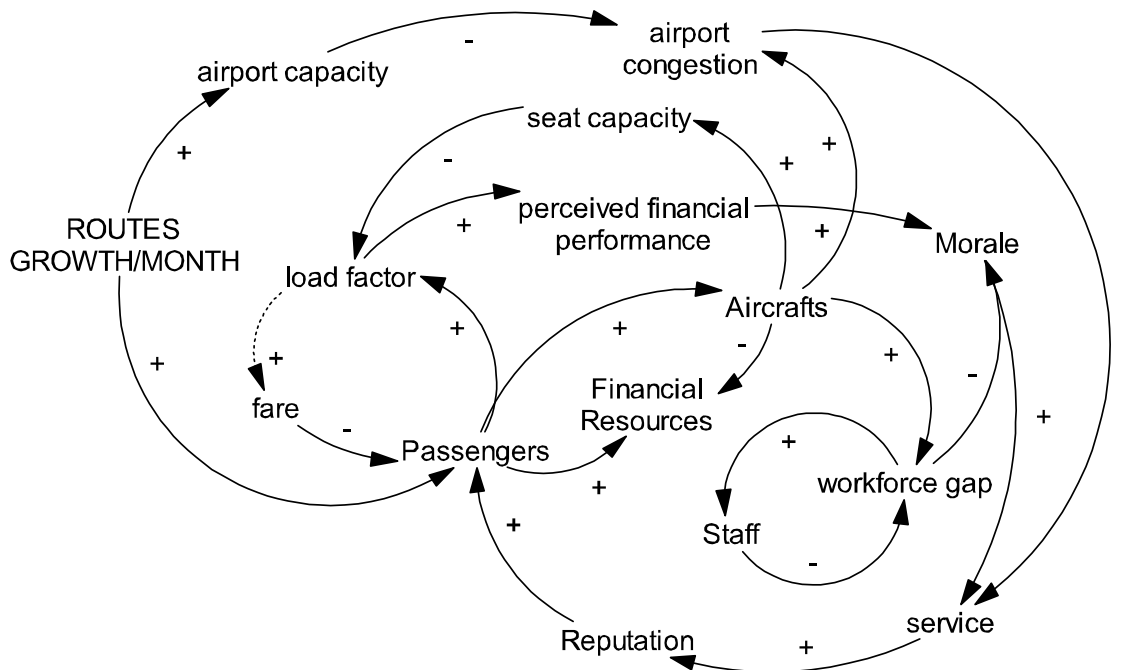 airport
congestion
-
airport capacity
seat capacity
+
+
-
+
perceived financial
performance
+
+
Morale
ROUTES
GROWTH/MONTH
load factor
Aircrafts
+
+
-
+
+
+
-
Financial
Resources
fare
+
-
Passengers
+
workforce gap
+
+
Staff
-
service
Reputation
+